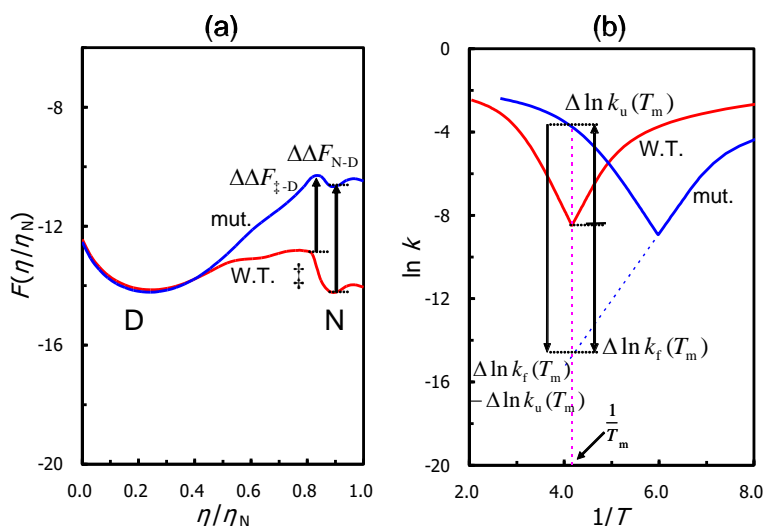 (a)
-8
-12
-16
-20
0.0 0.2 0.4 0.6 0.8 1.0
F(η/η_N)
η/η_N
ΔΔF_N-D
ΔΔF_‡-D
mut.
W.T.
‡
D
N
(b)
0
-4
-8
-12
-16
-20
2.0 4.0 6.0 8.0
ln k
1/T
Δ ln k_u(T_m)
W.T.
mut.
Δ ln k_f(T_m)
Δ ln k_f(T_m)
− Δ ln k_u(T_m)
1
T_m